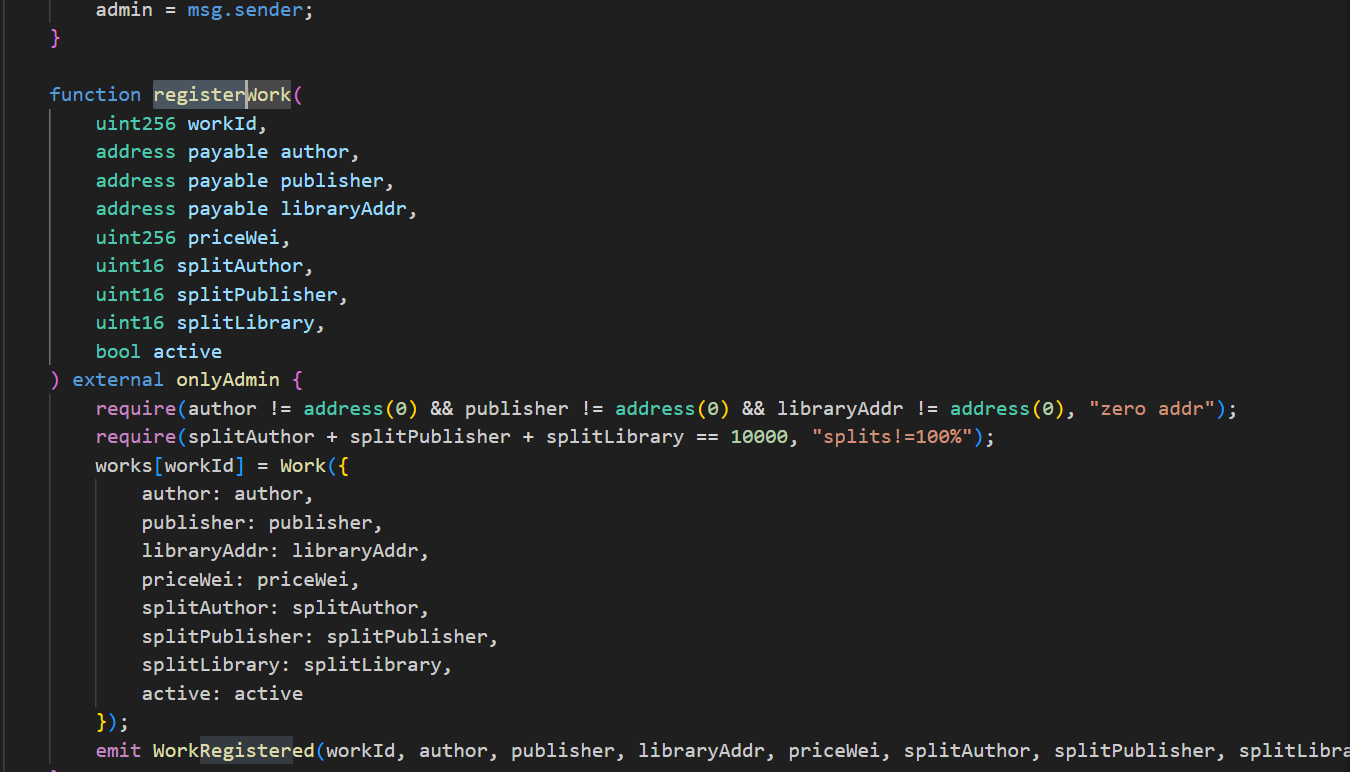 admin = msg.sender;
}
function registerWork(
uint256 workId,
address payable author,
address payable publisher,
address payable libraryAddr,
uint256 priceWei,
uint16 splitAuthor,
uint16 splitPublisher,
uint16 splitLibrary,
bool active
) external onlyAdmin {
require(author != address(0) && publisher != address(0) && libraryAddr != address(0), "zero addr");
require(splitAuthor + splitPublisher + splitLibrary == 10000, "splits!=100%");
works[workId] = Work({
author: author,
publisher: publisher,
libraryAddr: libraryAddr,
priceWei: priceWei,
splitAuthor: splitAuthor,
splitPublisher: splitPublisher,
splitLibrary: splitLibrary,
active: active
});
emit WorkRegistered(workId, author, publisher, libraryAddr, priceWei, splitAuthor, splitPublisher,